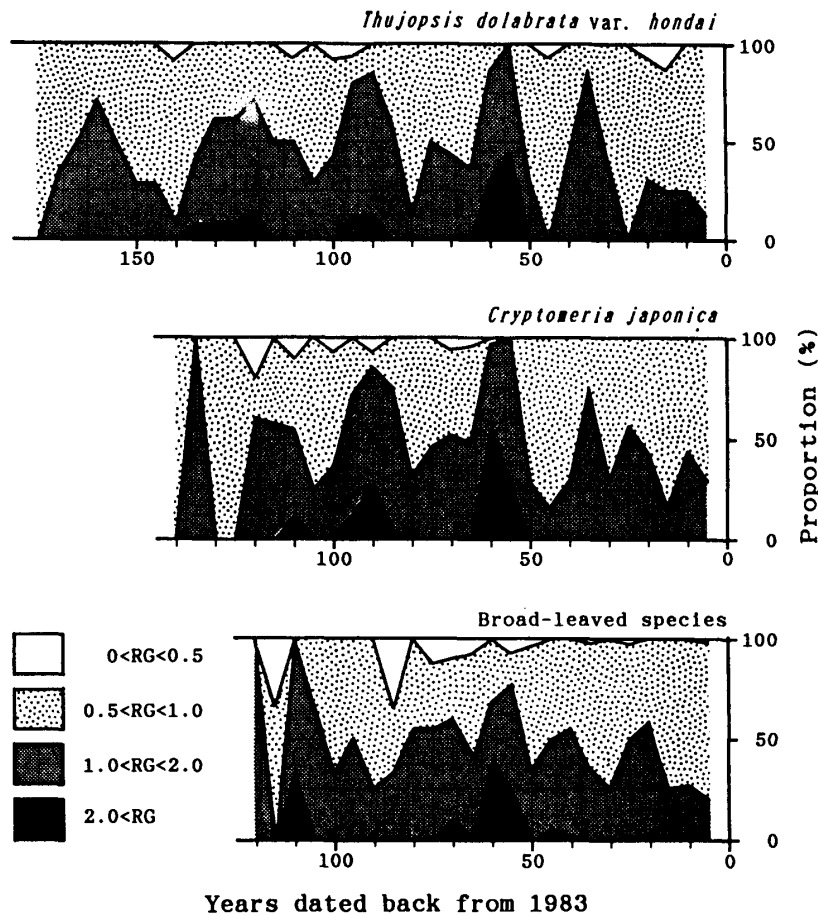 Thujopsis dolabrata var. hondai
100
50
0
150 100 50 0
Cryptomeria japonica
100
50
0
100 50 0
Proportion (%)
Broad-leaved species
100
50
0
100 50 0
0<RG<0.5
0.5<RG<1.0
1.0<RG<2.0
2.0<RG
Years dated back from 1983